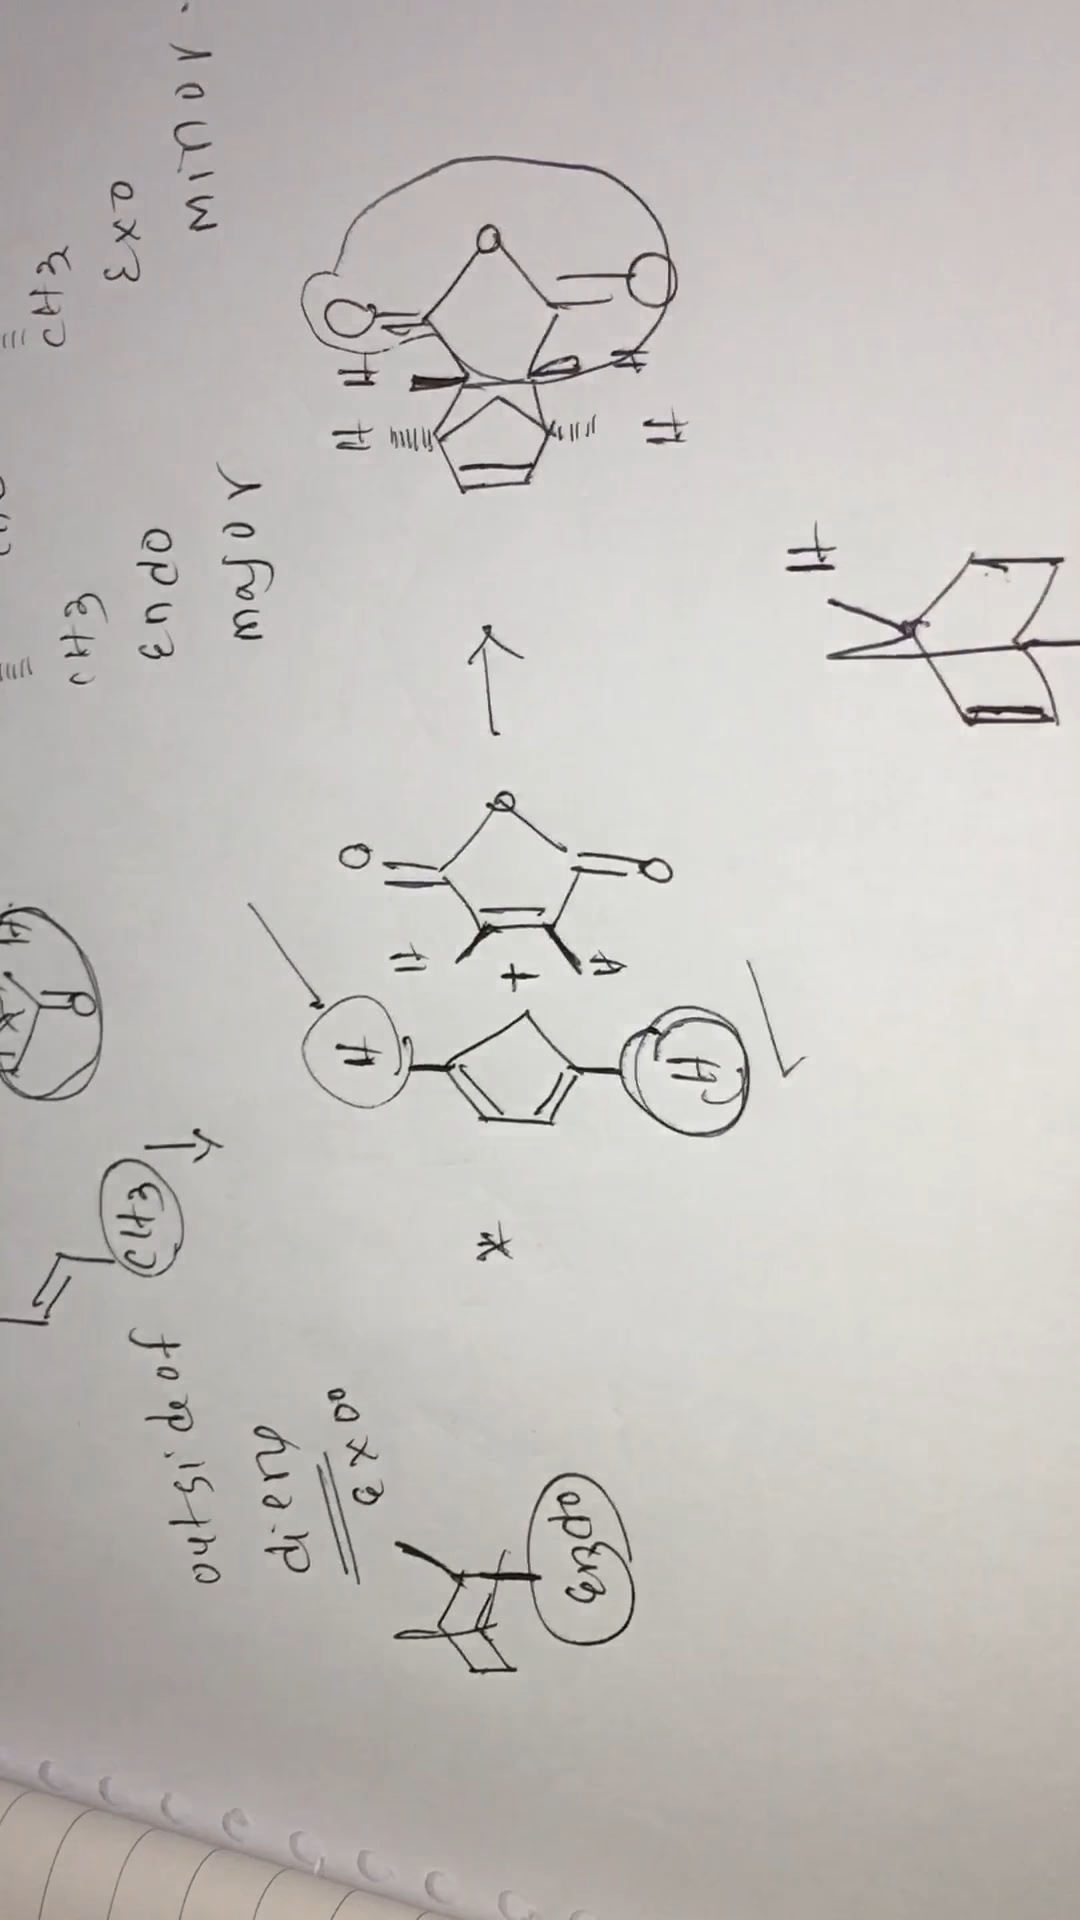 CH3
Exo
minor.
CH3
Endo
major
O
O
O
H
H
H
H
H
O
O
O
H
H
+
H
H
*
O
H
CH3
outside of
diene
exo
Endo